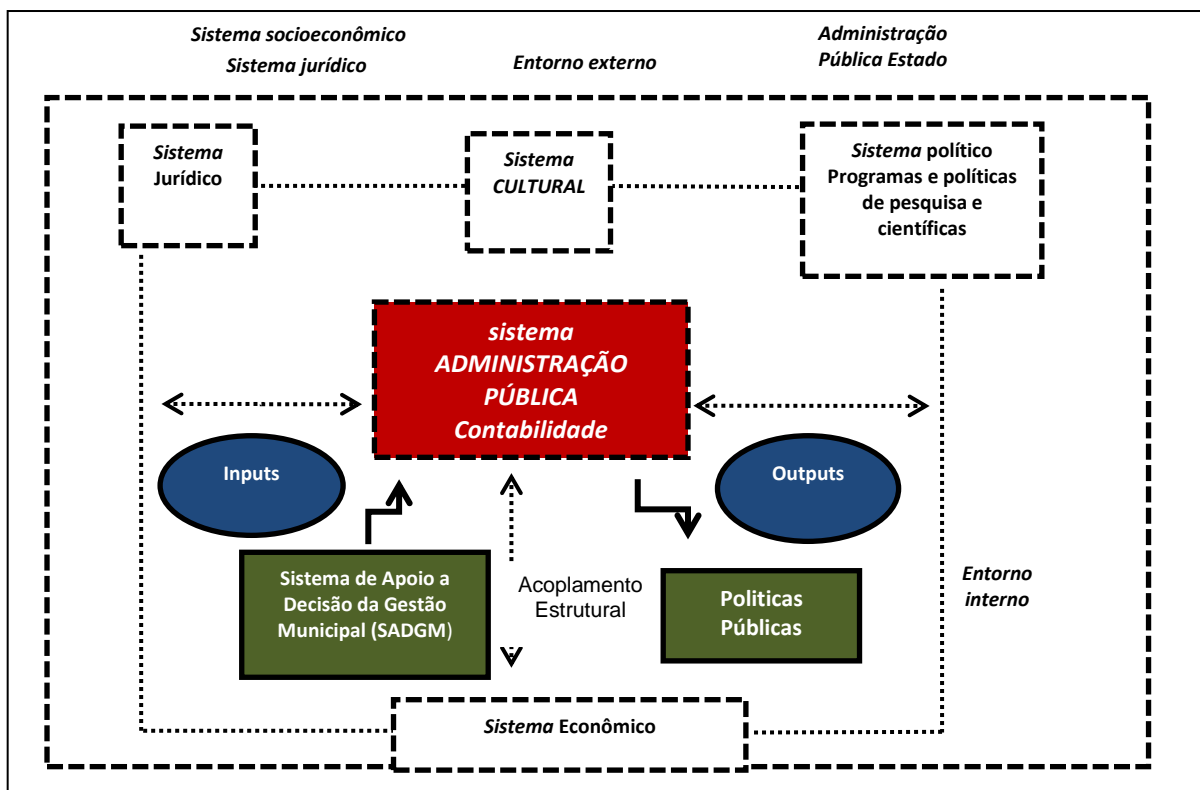 Sistema socioeconômico
Sistema jurídico
Entorno externo
Administração
Pública Estado
Sistema
Jurídico
Sistema
CULTURAL
Sistema político
Programas e políticas
de pesquisa e
científicas
sistema
ADMINISTRAÇÃO
PÚBLICA
Contabilidade
Inputs
Outputs
Sistema de Apoio a
Decisão da Gestão
Municipal (SADGM)
Acoplamento
Estrutural
Politicas
Públicas
Entorno
interno
Sistema Econômico